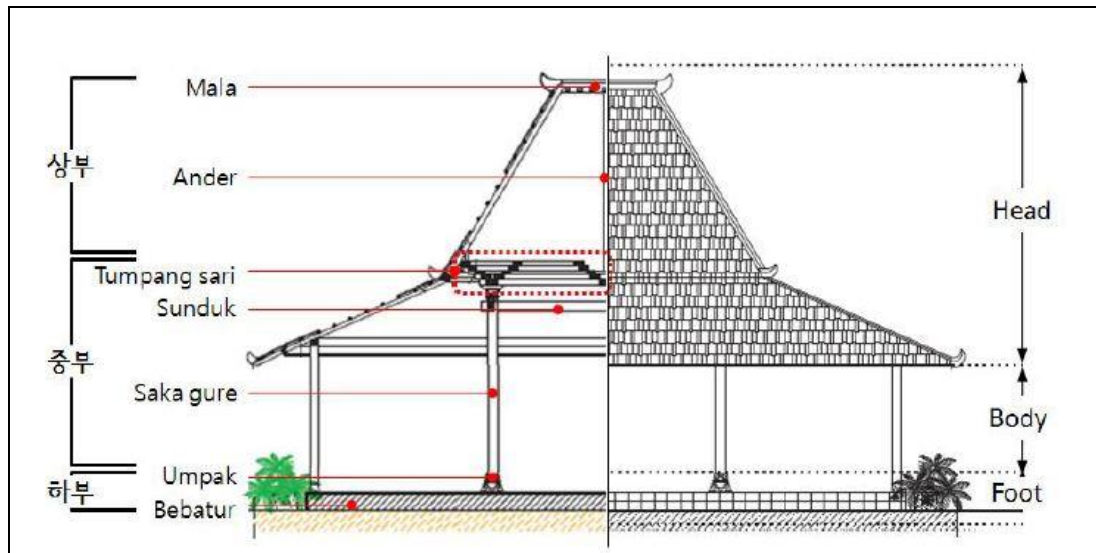 상부
중부
하부
Mala
Ander
Tumpang sari
Sunduk
Saka gure
Umpak
Bebatur
Head
Body
Foot